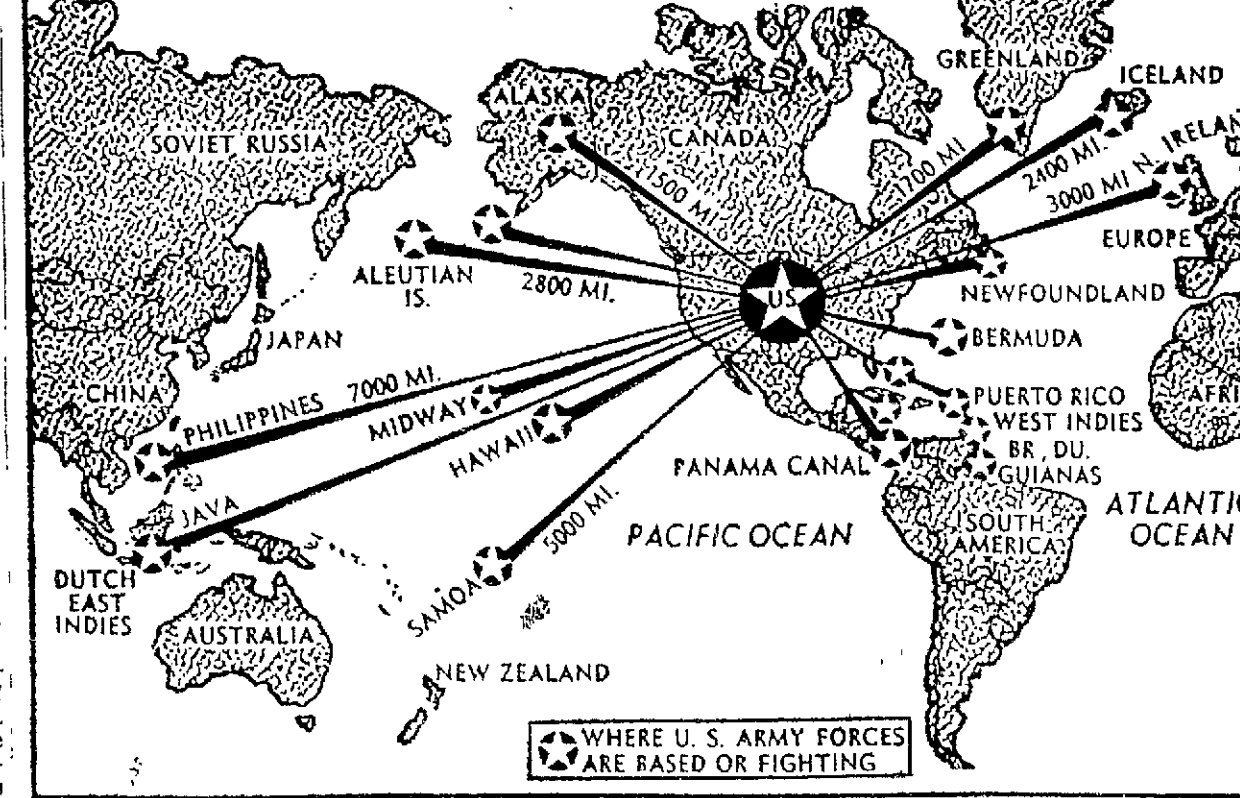 GREENLAND
ICELAND
ALASKA
CANADA
SOVIET RUSSIA
1500 MI.
1700 MI
2400 MI.
3000 MI
N. IRELAN
EUROPE
ALEUTIAN
IS.
2800 MI.
US
NEWFOUNDLAND
BERMUDA
JAPAN
CHINA
PHILIPPINES
7000 MI.
MIDWAY
HAWAII
PUERTO RICO
WEST INDIES
BR, DU.
GUIANAS
AFRI
PANAMA CANAL
JAVA
5000 MI.
PACIFIC OCEAN
ATLANTIC
OCEAN
SOUTH
AMERICA
DUTCH
EAST
INDIES
SAMOA
AUSTRALIA
NEW ZEALAND
WHERE U. S. ARMY FORCES
ARE BASED OR FIGHTING